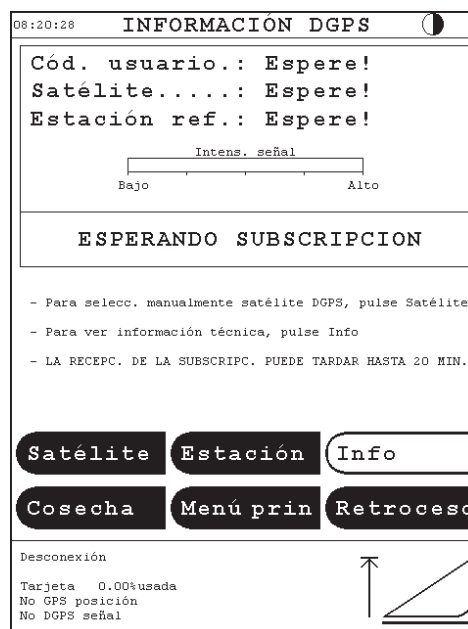 08:20:28 INFORMACIÓN DGPS
Cód. usuario.: Espere!
Satélite.....: Espere!
Estación ref.: Espere!
Intens. señal
Bajo Alto
ESPERANDO SUBSCRIPCION
- Para selecc. manualmente satélite DGPS, pulse Satélite
- Para ver información técnica, pulse Info
- LA RECEPC. DE LA SUBSCRIPC. PUEDE TARDAR HASTA 20 MIN.
Satélite Estación Info
Cosecha Menú prin Retroceso
Desconexión
Tarjeta 0.00%usada
No GPS posición
No DGPS señal